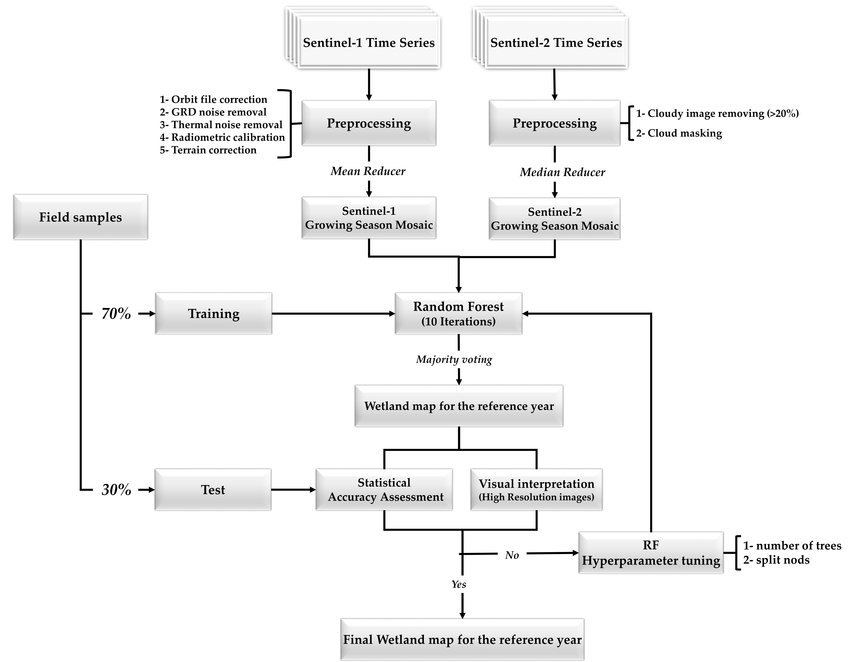 Sentinel-1 Time Series
Sentinel-2 Time Series
1- Orbit file correction
2- GRD noise removal
3- Thermal noise removal
4- Radiometric calibration
5- Terrain correction
Preprocessing
Preprocessing
1- Cloudy image removing (>20%)
2- Cloud masking
Mean Reducer
Median Reducer
Sentinel-1
Growing Season Mosaic
Sentinel-2
Growing Season Mosaic
Field samples
70%
Training
Random Forest
(10 Iterations)
Majority voting
Wetland map for the reference year
30%
Test
Statistical
Accuracy Assessment
Visual interpretation
(High Resolution images)
No
RF
Hyperparameter tuning
1- number of trees
2- split nods
Yes
Final Wetland map for the reference year